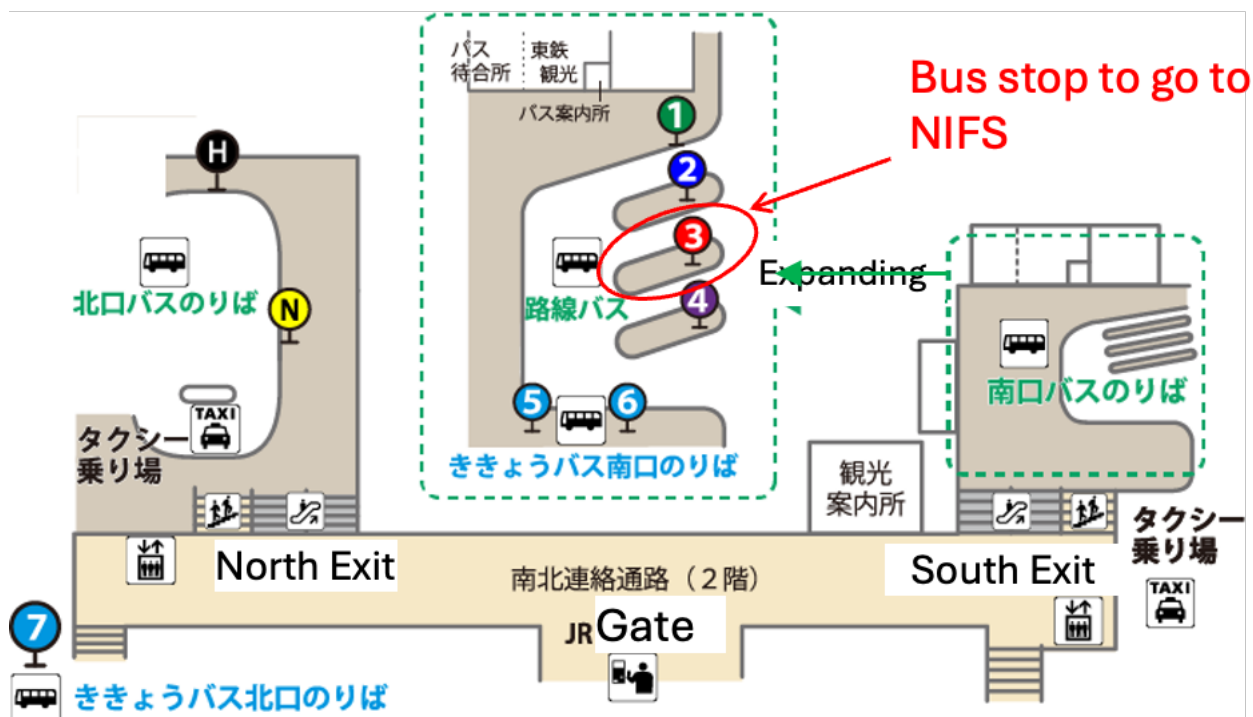 バス
待合所
東鉄
観光
バス案内所
1
Bus stop to go to
NIFS
H
2
3
北口バスのりば
N
路線バス
4
Expanding
南口バスのりば
TAXI
タクシー
乗り場
5
6
ききょうバス南口のりば
観光
案内所
タクシー
乗り場
North Exit
南北連絡通路（２階）
South Exit
TAXI
7
JR Gate
ききょうバス北口のりば